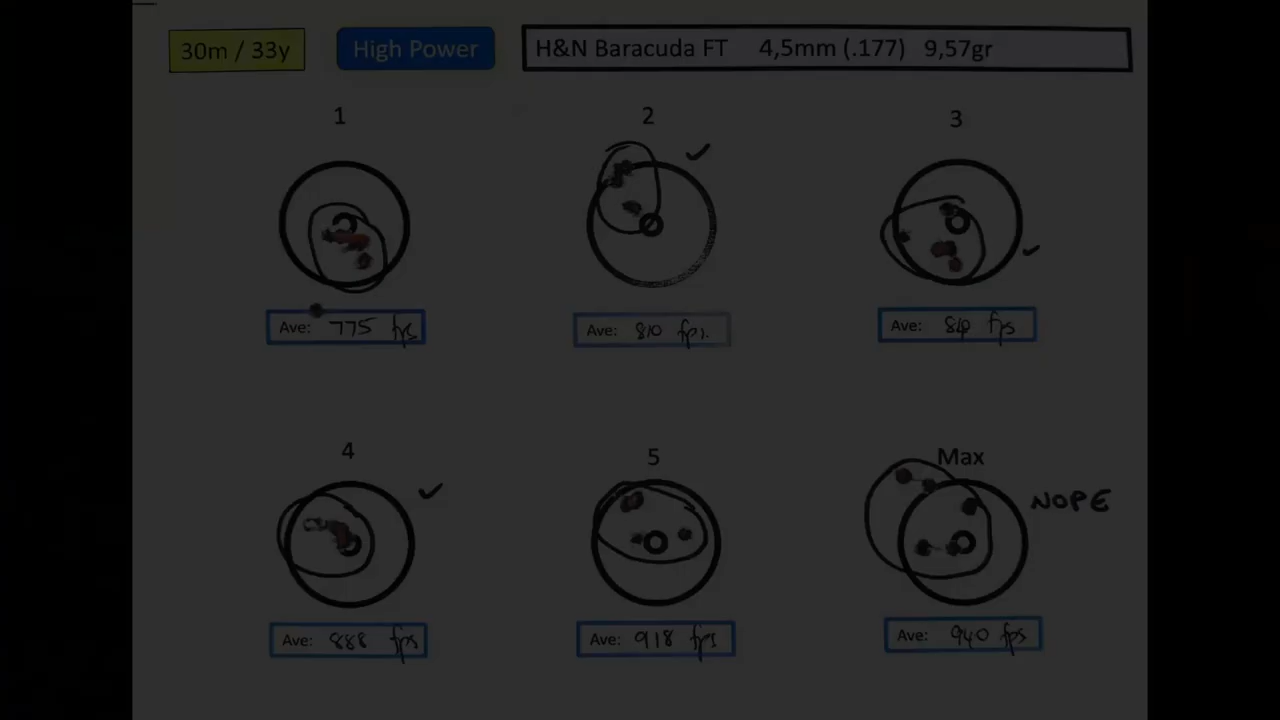 30m / 33y High Power H&N Baracuda FT 4,5mm (.177) 9,57gr
1 2 3
Ave: 775 fps Ave: 810 fps. Ave: 840 fps
4 5 Max
NOPE
Ave: 888 fps Ave: 918 fps Ave: 940 fps